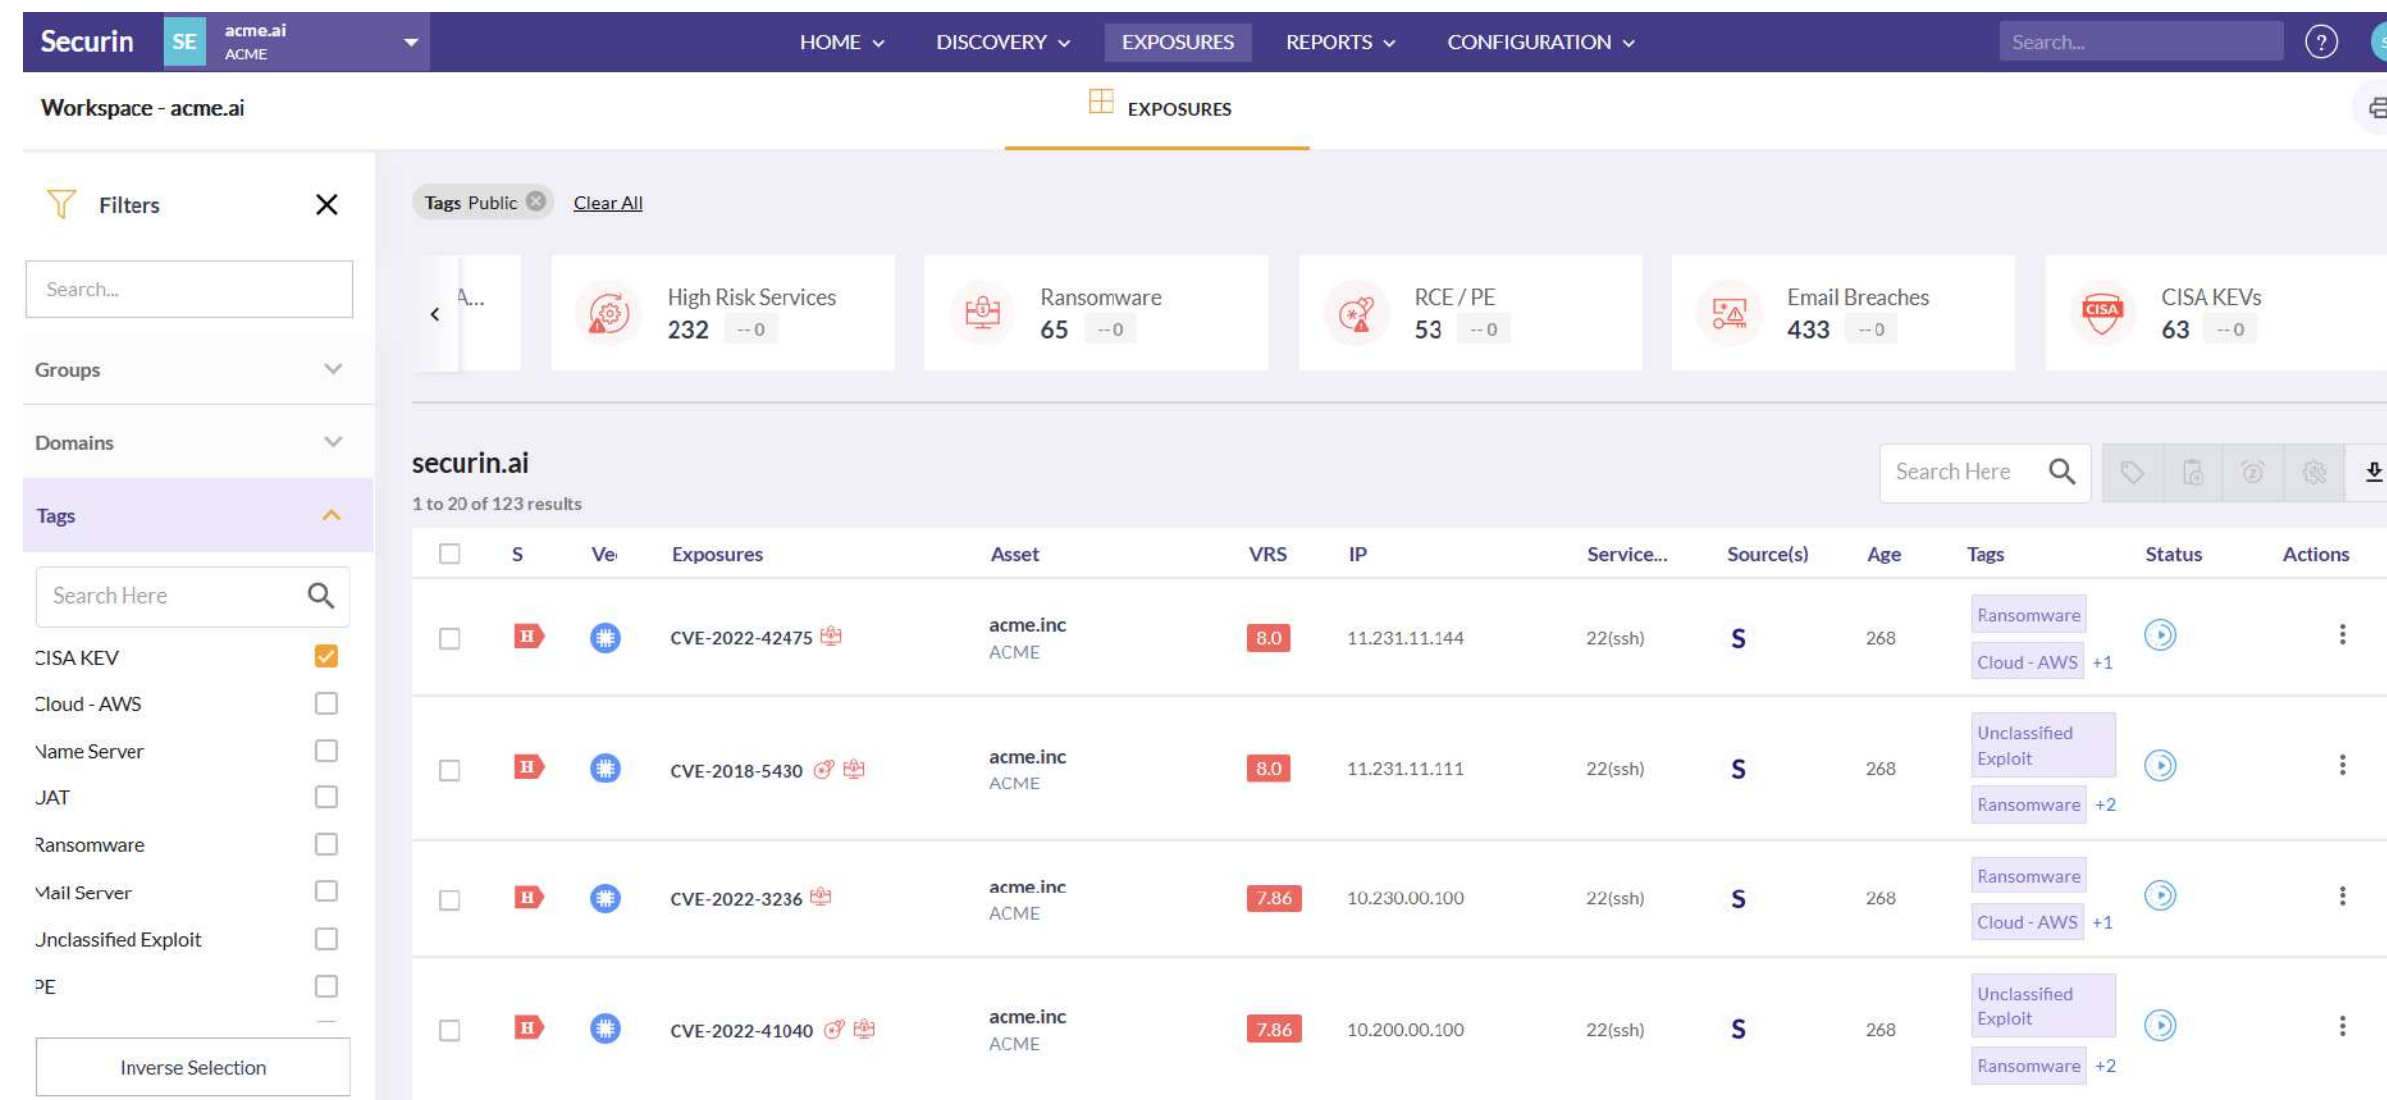 Securin
SE
acme.ai
ACME
HOME
DISCOVERY
EXPOSURES
REPORTS
CONFIGURATION
Search...
?
Workspace - acme.ai
EXPOSURES
Filters
Search...
Groups
Domains
Tags
Search Here
CISA KEV
Cloud - AWS
Name Server
UAT
Ransomware
Mail Server
Unclassified Exploit
PE
Inverse Selection
Tags Public
Clear All
A...
High Risk Services
232 -- 0
Ransomware
65 -- 0
RCE / PE
53 -- 0
Email Breaches
433 -- 0
CISA
CISA KEVs
63 -- 0
securin.ai
1 to 20 of 123 results
Search Here
S Ve Exposures Asset VRS IP Service... Source(s) Age Tags Status Actions
H CVE-2022-42475 acme.inc 8.0 11.231.11.144 22(ssh) S 268 Ransomware
ACME Cloud - AWS +1
H CVE-2018-5430 acme.inc 8.0 11.231.11.111 22(ssh) S 268 Unclassified
Exploit
ACME Ransomware +2
H CVE-2022-3236 acme.inc 7.86 10.230.00.100 22(ssh) S 268 Ransomware
ACME Cloud - AWS +1
H CVE-2022-41040 acme.inc 7.86 10.200.00.100 22(ssh) S 268 Unclassified
Exploit
ACME Ransomware +2